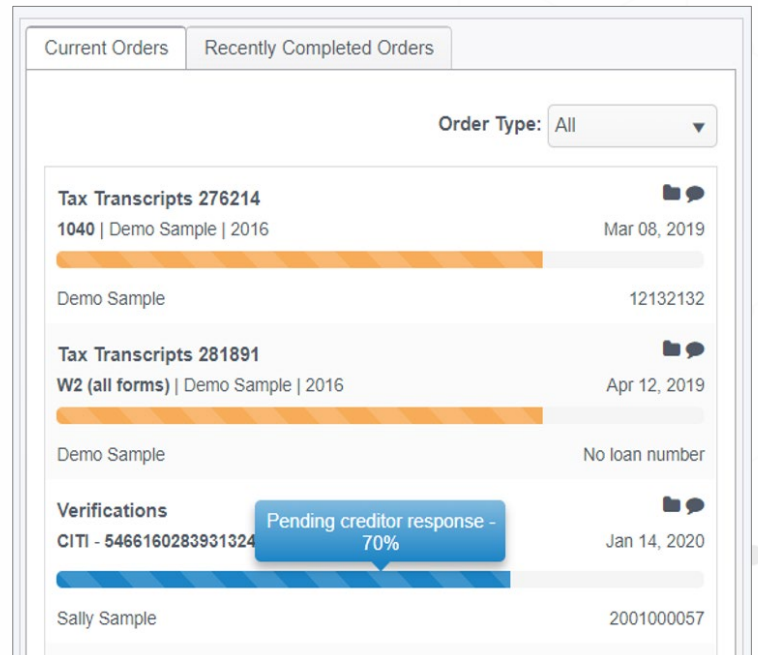 Current Orders Recently Completed Orders
Order Type: All
Tax Transcripts 276214
1040 | Demo Sample | 2016 Mar 08, 2019
Demo Sample 12132132
Tax Transcripts 281891
W2 (all forms) | Demo Sample | 2016 Apr 12, 2019
Demo Sample No loan number
Verifications
Pending creditor response -
70%
CITI - 5466160283931324 Jan 14, 2020
Sally Sample 2001000057